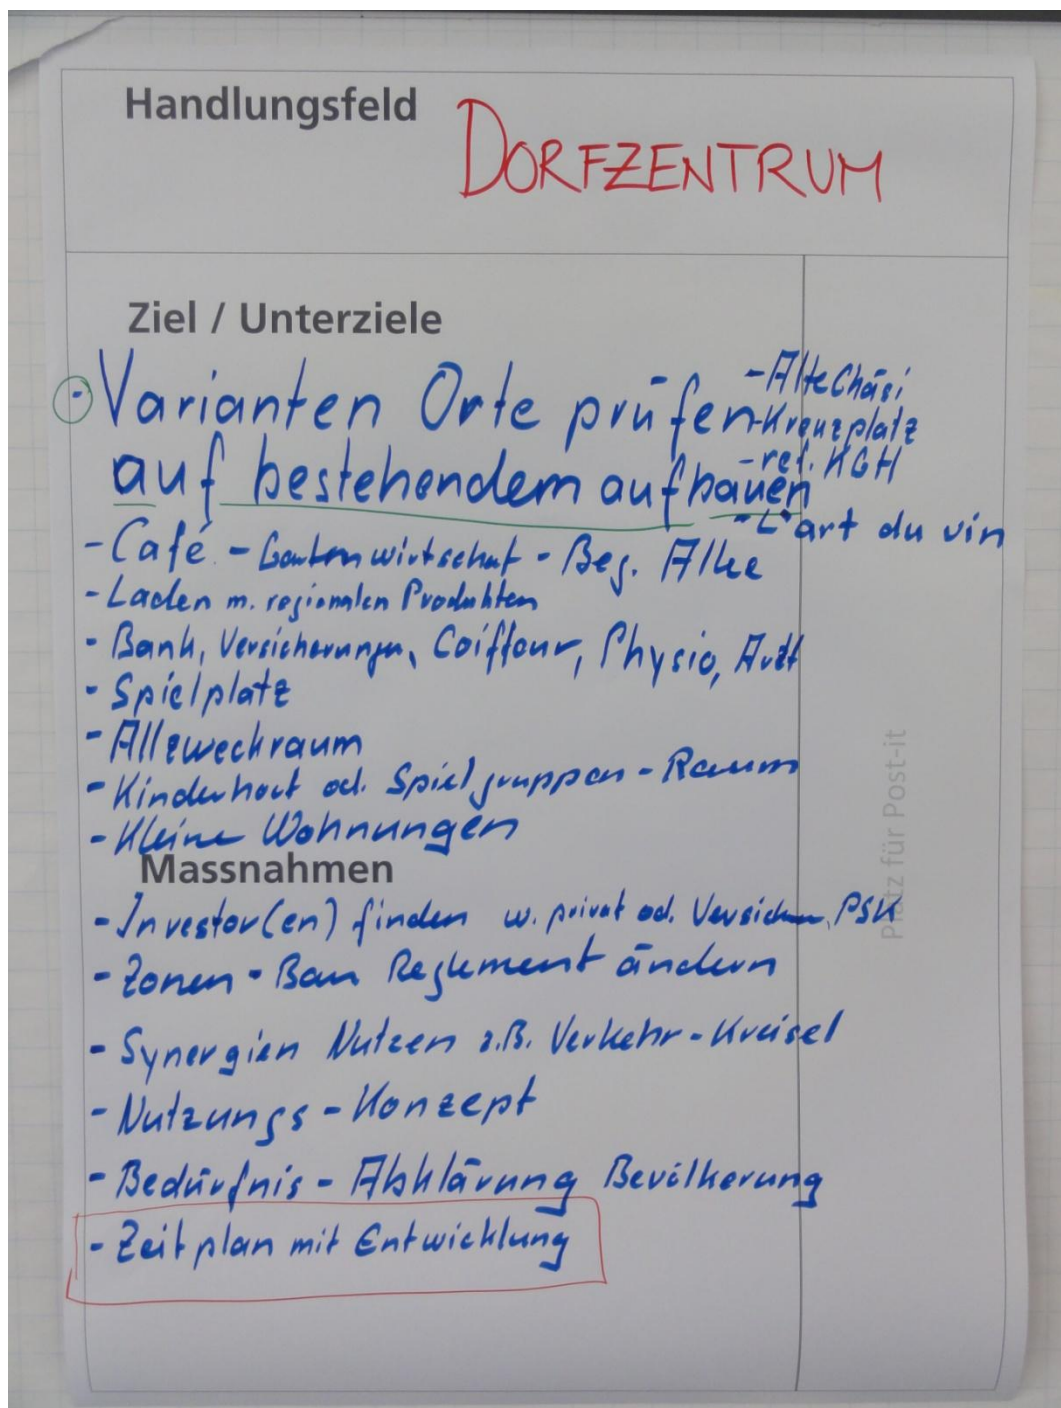 Handlungsfeld
DORFZENTRUM
Ziel / Unterziele
- Varianten Orte prüfen
- Alte Chäsi
- Kreuzplatz
- ref. KGH
auf bestehendem aufbauen
- L'art du vin
- Café - Gartenwirtschaft - Beg.
- Laden m. regionalen Produkten
- Bank, Versicherungen, Coiffeur, Physio, Arzt
- Spielplatz
- Allzweckraum
- Kinderhort od. Spielgruppen - Raum
- Kleine Wohnungen
Massnahmen
- Investor(en) finden w. privat od. Versicher. PSK
- Zonen - Bau Reglement ändern
- Synergien Nutzen z.B. Verkehr - Kreisel
- Nutzungs - Konzept
- Bedürfnis - Abklärung Bevölkerung
- Zeitplan mit Entwicklung
Platz für Post-it